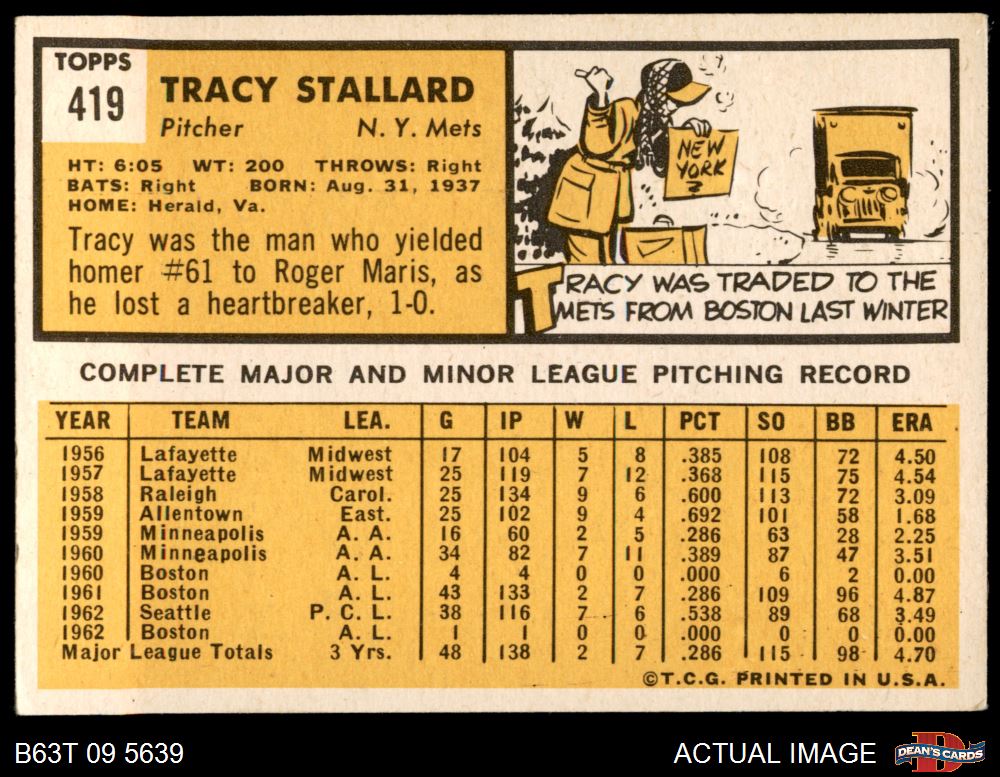 TOPPS
419
TRACY STALLARD
Pitcher N. Y. Mets
HT: 6:05 WT: 200 THROWS: Right
BATS: Right BORN: Aug. 31, 1937
HOME: Herald, Va.
Tracy was the man who yielded
homer #61 to Roger Maris, as
he lost a heartbreaker, 1-0.
NEW
YORK
?
TRACY WAS TRADED TO THE
METS FROM BOSTON LAST WINTER
COMPLETE MAJOR AND MINOR LEAGUE PITCHING RECORD
YEAR TEAM LEA. G IP W L PCT SO BB ERA
1956 Lafayette Midwest 17 104 5 8 .385 108 72 4.50
1957 Lafayette Midwest 25 119 7 12 .368 115 75 4.54
1958 Raleigh Carol. 25 134 9 6 .600 113 72 3.09
1959 Allentown East. 25 102 9 4 .692 101 58 1.68
1959 Minneapolis A. A. 16 60 2 5 .286 63 28 2.25
1960 Minneapolis A. A. 34 82 7 11 .389 87 47 3.51
1960 Boston A. L. 4 4 0 0 .000 6 2 0.00
1961 Boston A. L. 43 133 2 7 .286 109 96 4.87
1962 Seattle P. C. L. 38 116 7 6 .538 89 68 3.49
1962 Boston A. L. 1 1 0 0 .000 0 0 0.00
Major League Totals 3 Yrs. 48 138 2 7 .286 115 98 4.70
©T.C.G. PRINTED IN U.S.A.
B63T 09 5639 ACTUAL IMAGE D DEAN'S CARDS